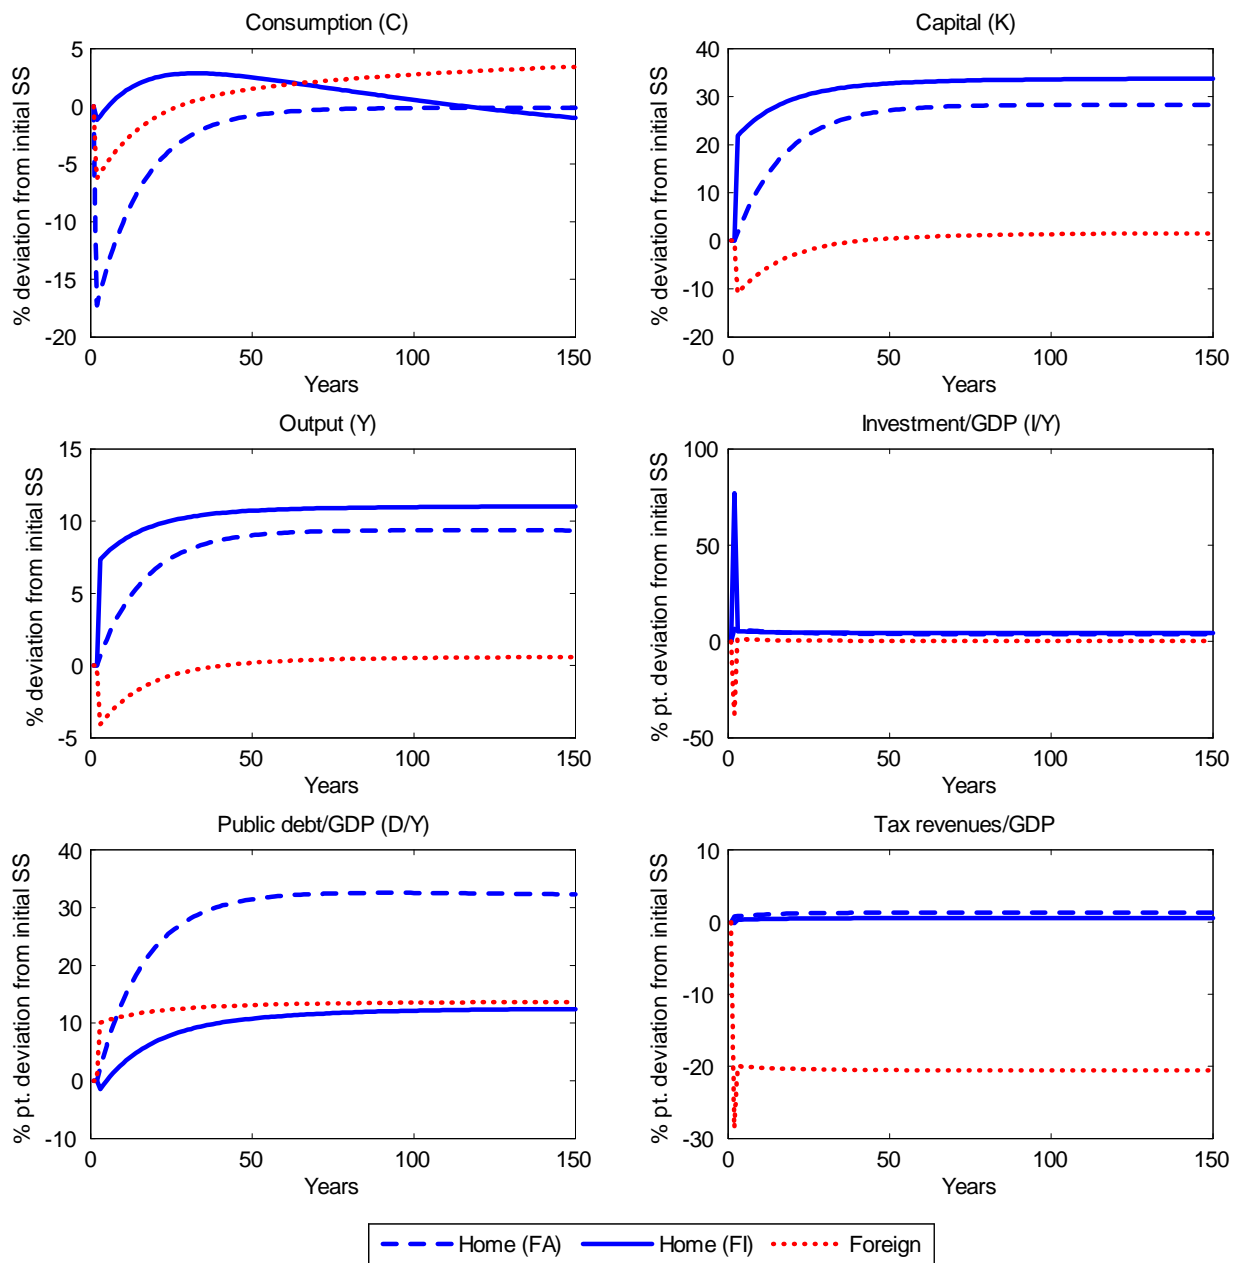 Consumption (C)
% deviation from initial SS
5
0
-5
-10
-15
-20
0
50
100
150
Years
Capital (K)
% deviation from initial SS
40
30
20
10
0
-10
-20
0
50
100
150
Years
Output (Y)
% deviation from initial SS
15
10
5
0
-5
0
50
100
150
Years
Investment/GDP (I/Y)
% pt. deviation from initial SS
100
50
0
-50
0
50
100
150
Years
Public debt/GDP (D/Y)
% pt. deviation from initial SS
40
30
20
10
0
-10
0
50
100
150
Years
Tax revenues/GDP
% pt. deviation from initial SS
10
0
-10
-20
-30
0
50
100
150
Years
Home (FA)
Home (FI)
Foreign